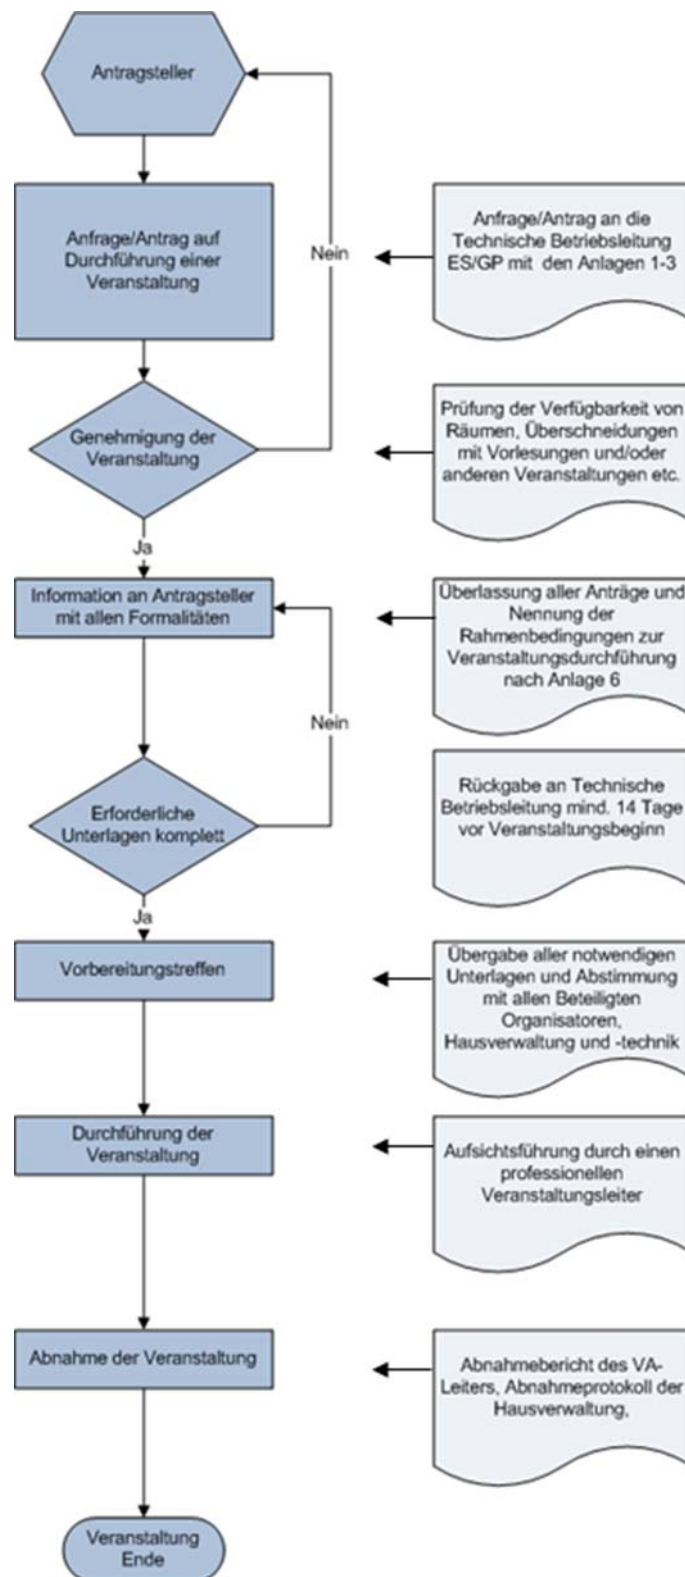 Antragsteller
Anfrage/Antrag auf
Durchführung einer
Veranstaltung
Nein
Anfrage/Antrag an die
Technische Betriebsleitung
ES/GP mit den Anlagen 1-3
Genehmigung der
Veranstaltung
Prüfung der Verfügbarkeit von
Räumen, Überschneidungen
mit Vorlesungen und/oder
anderen Veranstaltungen etc.
Ja
Information an Antragsteller
mit allen Formalitäten
Überlassung aller Anträge und
Nennung der
Rahmenbedingungen zur
Veranstaltungsdurchführung
nach Anlage 6
Nein
Erforderliche
Unterlagen komplett
Rückgabe an Technische
Betriebsleitung mind. 14 Tage
vor Veranstaltungsbeginn
Ja
Vorbereitungstreffen
Übergabe aller notwendigen
Unterlagen und Abstimmung
mit allen Beteiligten
Organisatoren,
Hausverwaltung und -technik
Durchführung der
Veranstaltung
Aufsichtsführung durch einen
professionellen
Veranstaltungsleiter
Abnahme der Veranstaltung
Abnahmebericht des VA-
Leiters, Abnahmeprotokoll der
Hausverwaltung,
Veranstaltung
Ende